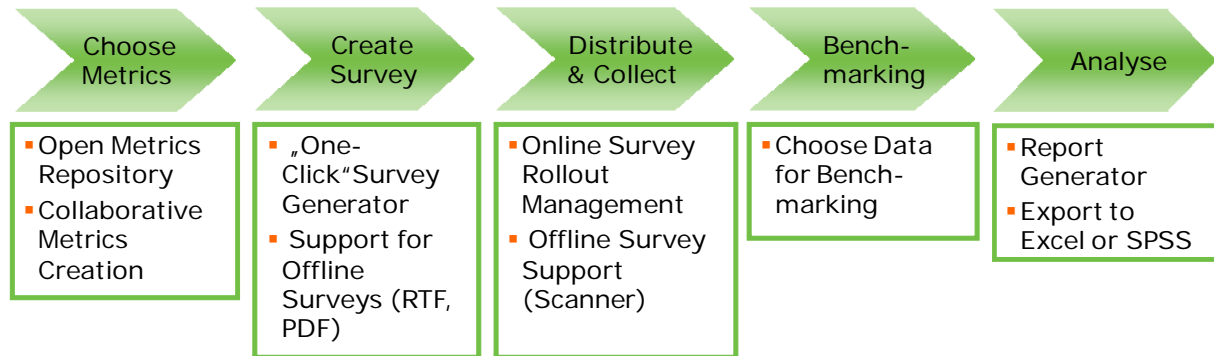 Choose
Metrics
Create
Survey
Distribute
& Collect
Bench-
marking
Analyse
Open Metrics
Repository
Collaborative
Metrics
Creation
„One-
Click“Survey
Generator
Support for
Offline
Surveys (RTF,
PDF)
Online Survey
Rollout
Management
Offline Survey
Support
(Scanner)
Choose Data
for Bench-
marking
Report
Generator
Export to
Excel or SPSS